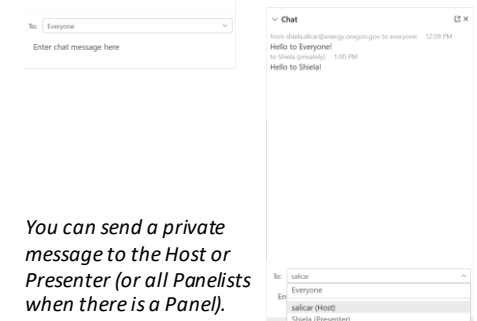 To: Everyone
Enter chat message here
Chat
from shiela.alicar@energy.oregon.gov to everyone: 12:59 PM
Hello to Everyone!
to Shiela (privately): 1:00 PM
Hello to Shiela!
You can send a private
message to the Host or
Presenter (or all Panelists
when there is a Panel).
To: salicar
Everyone
En
salicar (Host)
Shiela (Presenter)